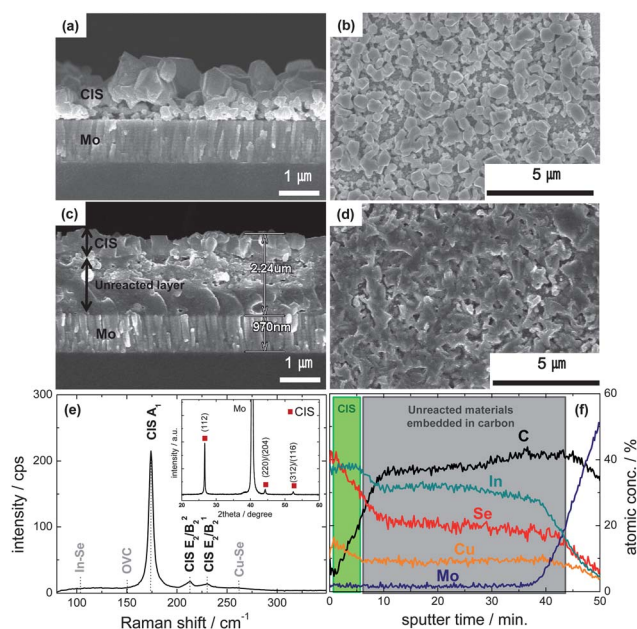 (a)
CIS
Mo
1 μm
(b)
5 μm
(c)
CIS
Unreacted layer
2.24um
970nm
Mo
1 μm
(d)
5 μm
(e)
300
200
100
0
intensity / cps
100 150 200 250 300
Raman shift / cm⁻¹
In-Se
OVC
CIS A₁
CIS E₂¹/B₂¹
CIS E₂²/B₂²
Cu-Se
intensity / a.u.
(112)
Mo
CIS
(220)/(204)
(312)/(116)
20 30 40 50 60
2theta / degree
(f)
CIS
Unreacted materials
embedded in carbon
C
In
Se
Cu
Mo
60
40
20
0
atomic conc. / %
0 10 20 30 40 50
sputter time / min.